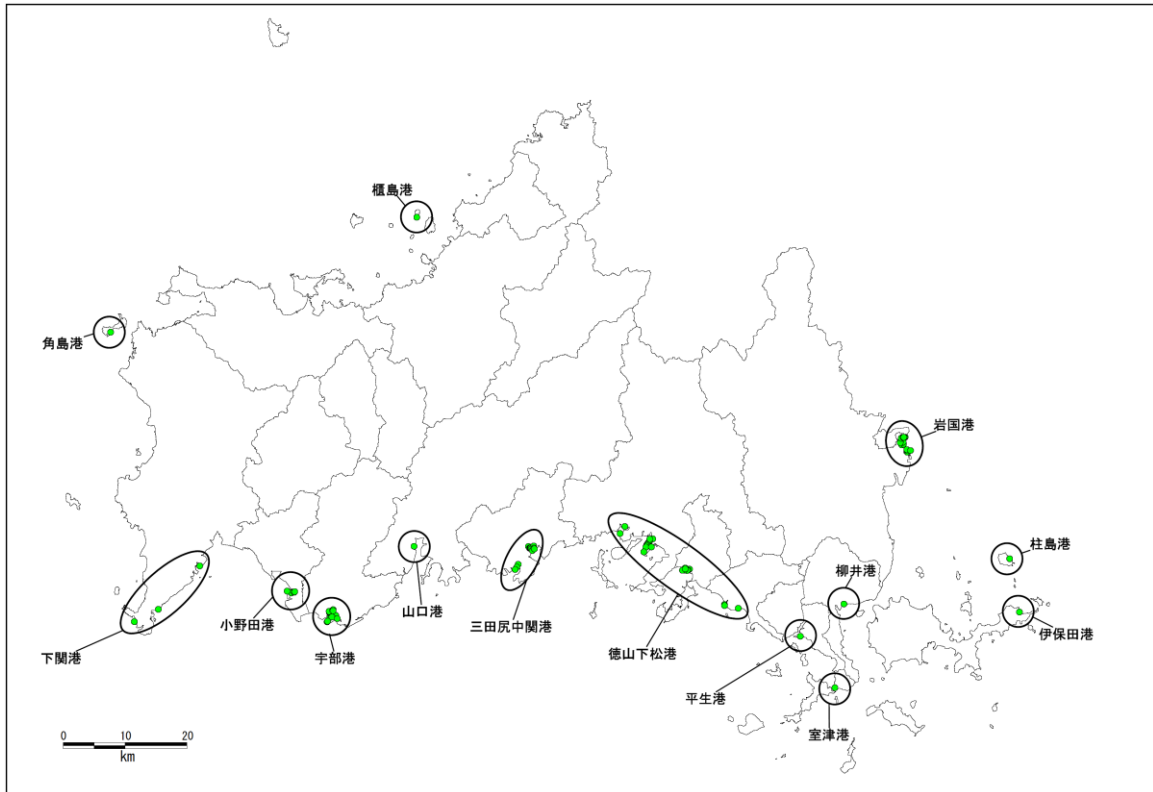 櫃島港
角島港
岩国港
柱島港
柳井港
山口港
小野田港
三田尻中関港
伊保田港
下関港
宇部港
徳山下松港
平生港
室津港
0 10 20
km